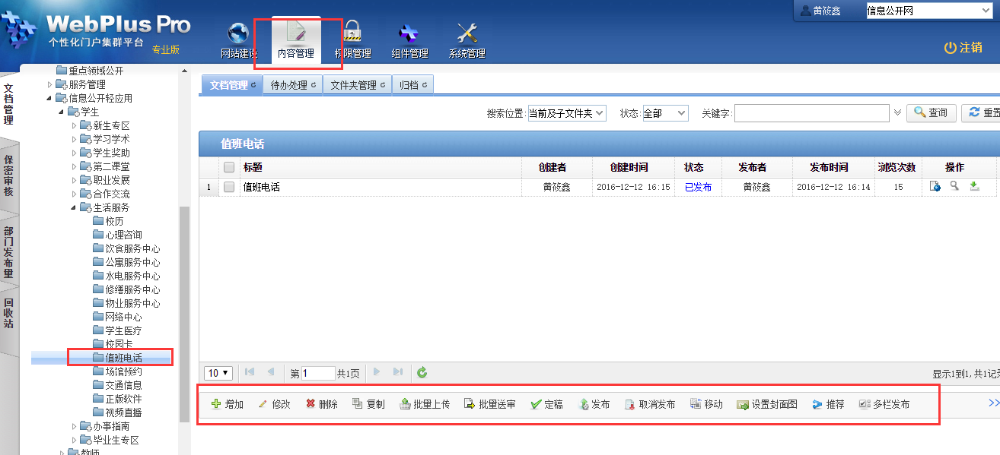 WebPlus Pro
个性化门户集群平台 专业版
网站建设 内容管理 权限管理 组件管理 系统管理
黄筱鑫 信息公开网
注销
文档管理
保密审核
部门发布量
回收站
重点领域公开
服务管理
信息公开轻应用
学生
新生专区
学习学术
学生奖助
第二课堂
职业发展
合作交流
生活服务
校历
心理咨询
饮食服务中心
公寓服务中心
水电服务中心
修缮服务中心
物业服务中心
网络中心
学生医疗
校园卡
值班电话
场馆预约
交通信息
正版软件
视频直播
办事指南
毕业生专区
教师
文档管理 待办处理 文件夹管理 归档
搜索位置: 当前及子文件夹 状态: 全部 关键字: 查询 重置
值班电话
标题 创建者 创建时间 状态 发布者 发布时间 浏览次数 操作
1 值班电话 黄筱鑫 2016-12-12 16:15 已发布 黄筱鑫 2016-12-12 16:14 15
10 第 1 共1页 显示1到1, 共1记
增加 修改 删除 复制 批量上传 批量送审 定稿 发布 取消发布 移动 设置封面图 推荐 多栏发布 >>